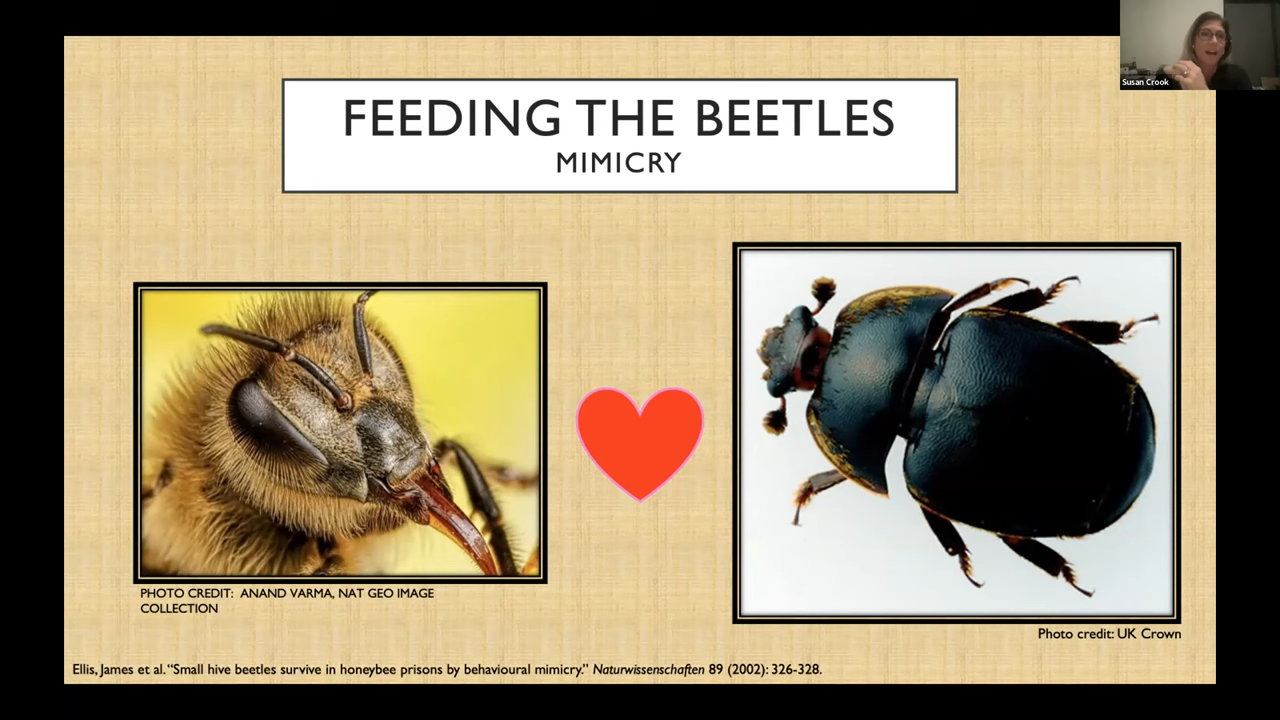 Susan Crook
FEEDING THE BEETLES
MIMICRY
PHOTO CREDIT: ANAND VARMA, NAT GEO IMAGE
COLLECTION
Photo credit: UK Crown
Ellis, James et al. “Small hive beetles survive in honeybee prisons by behavioural mimicry.” Naturwissenschaften 89 (2002): 326-328.